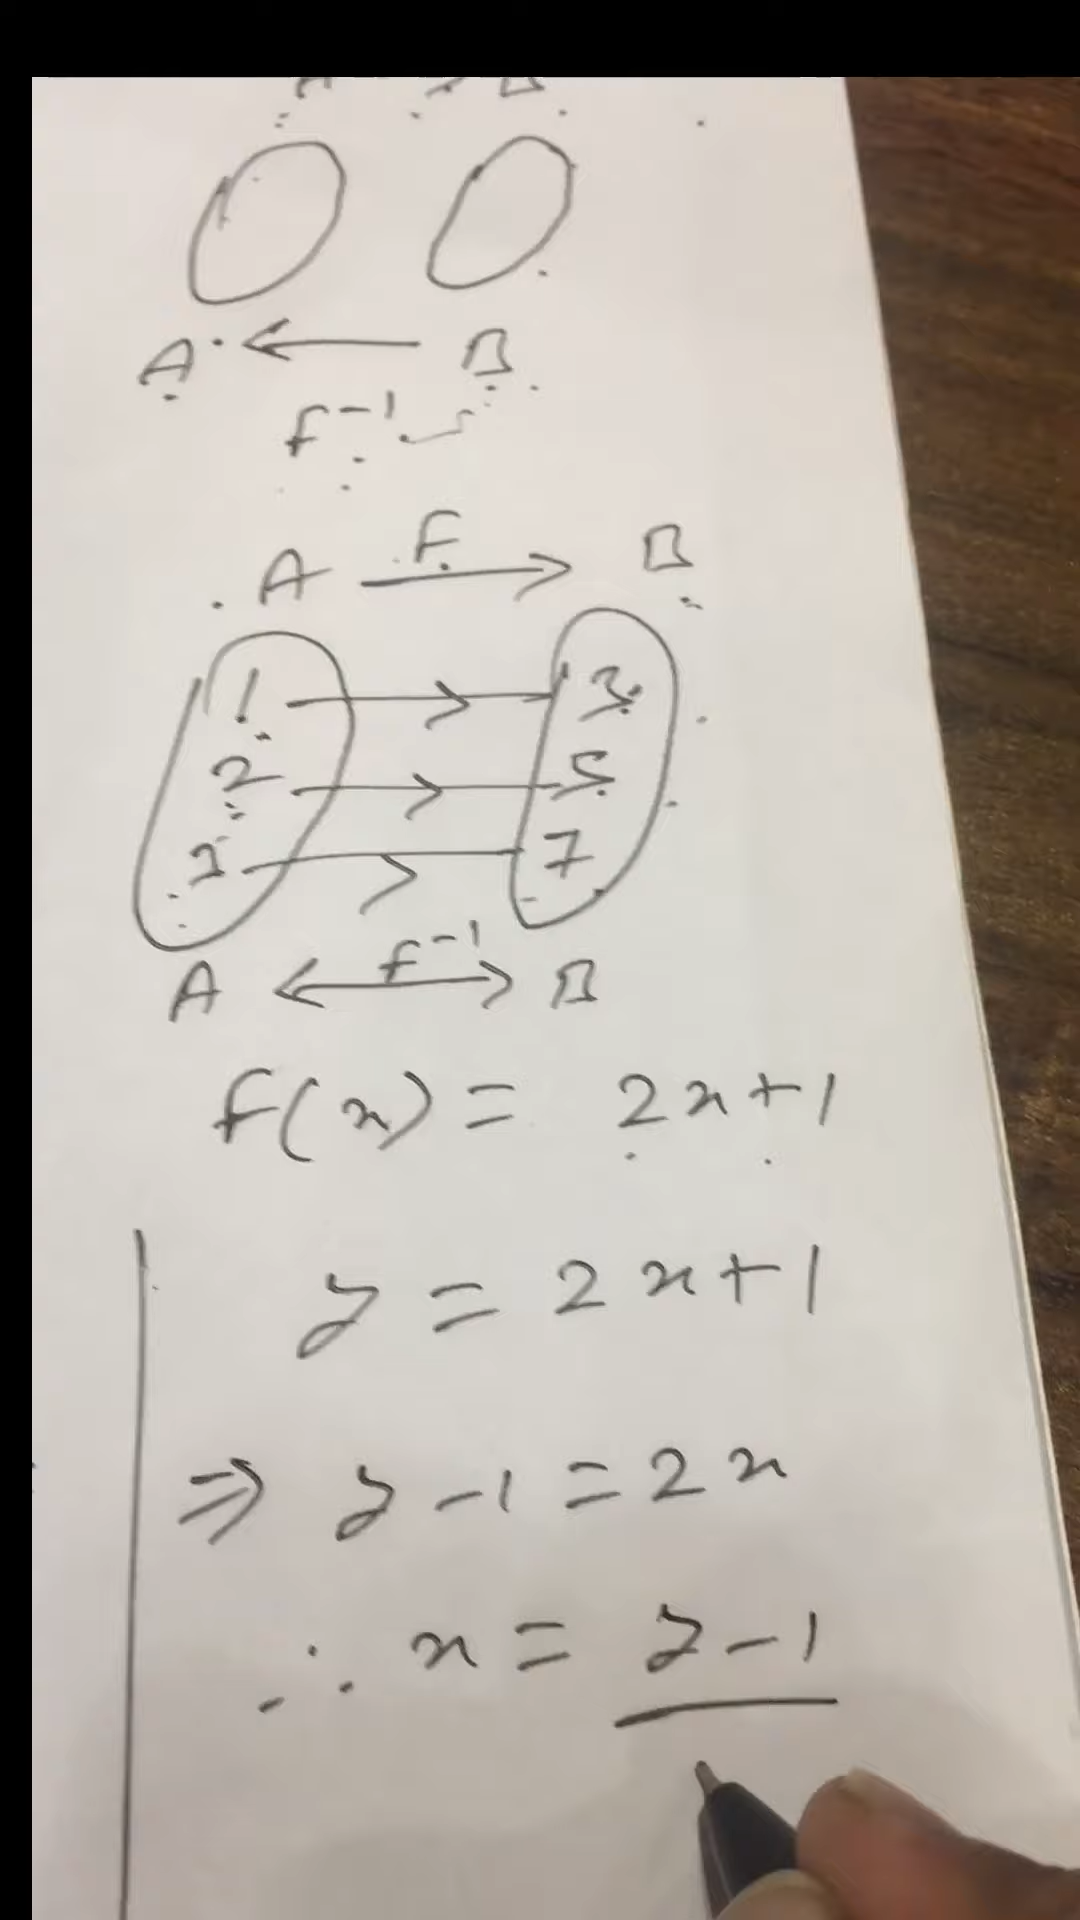 A ← B
f⁻¹
A F→ B
1 → 3
2 → 5
3 → 7
A ←f⁻¹→ B
f(x) = 2x+1
y = 2x+1
⇒ y-1 = 2x
∴ x = y-1